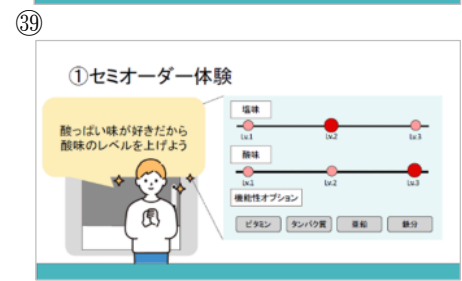 ㊴
①セミオーダー体験
酸っぱい味が好きだから
酸味のレベルを上げよう
塩味
Lv.1 Lv.2 Lv.3
酸味
Lv.1 Lv.2 Lv.3
機能性オプション
ビタミン タンパク質 亜鉛 鉄分